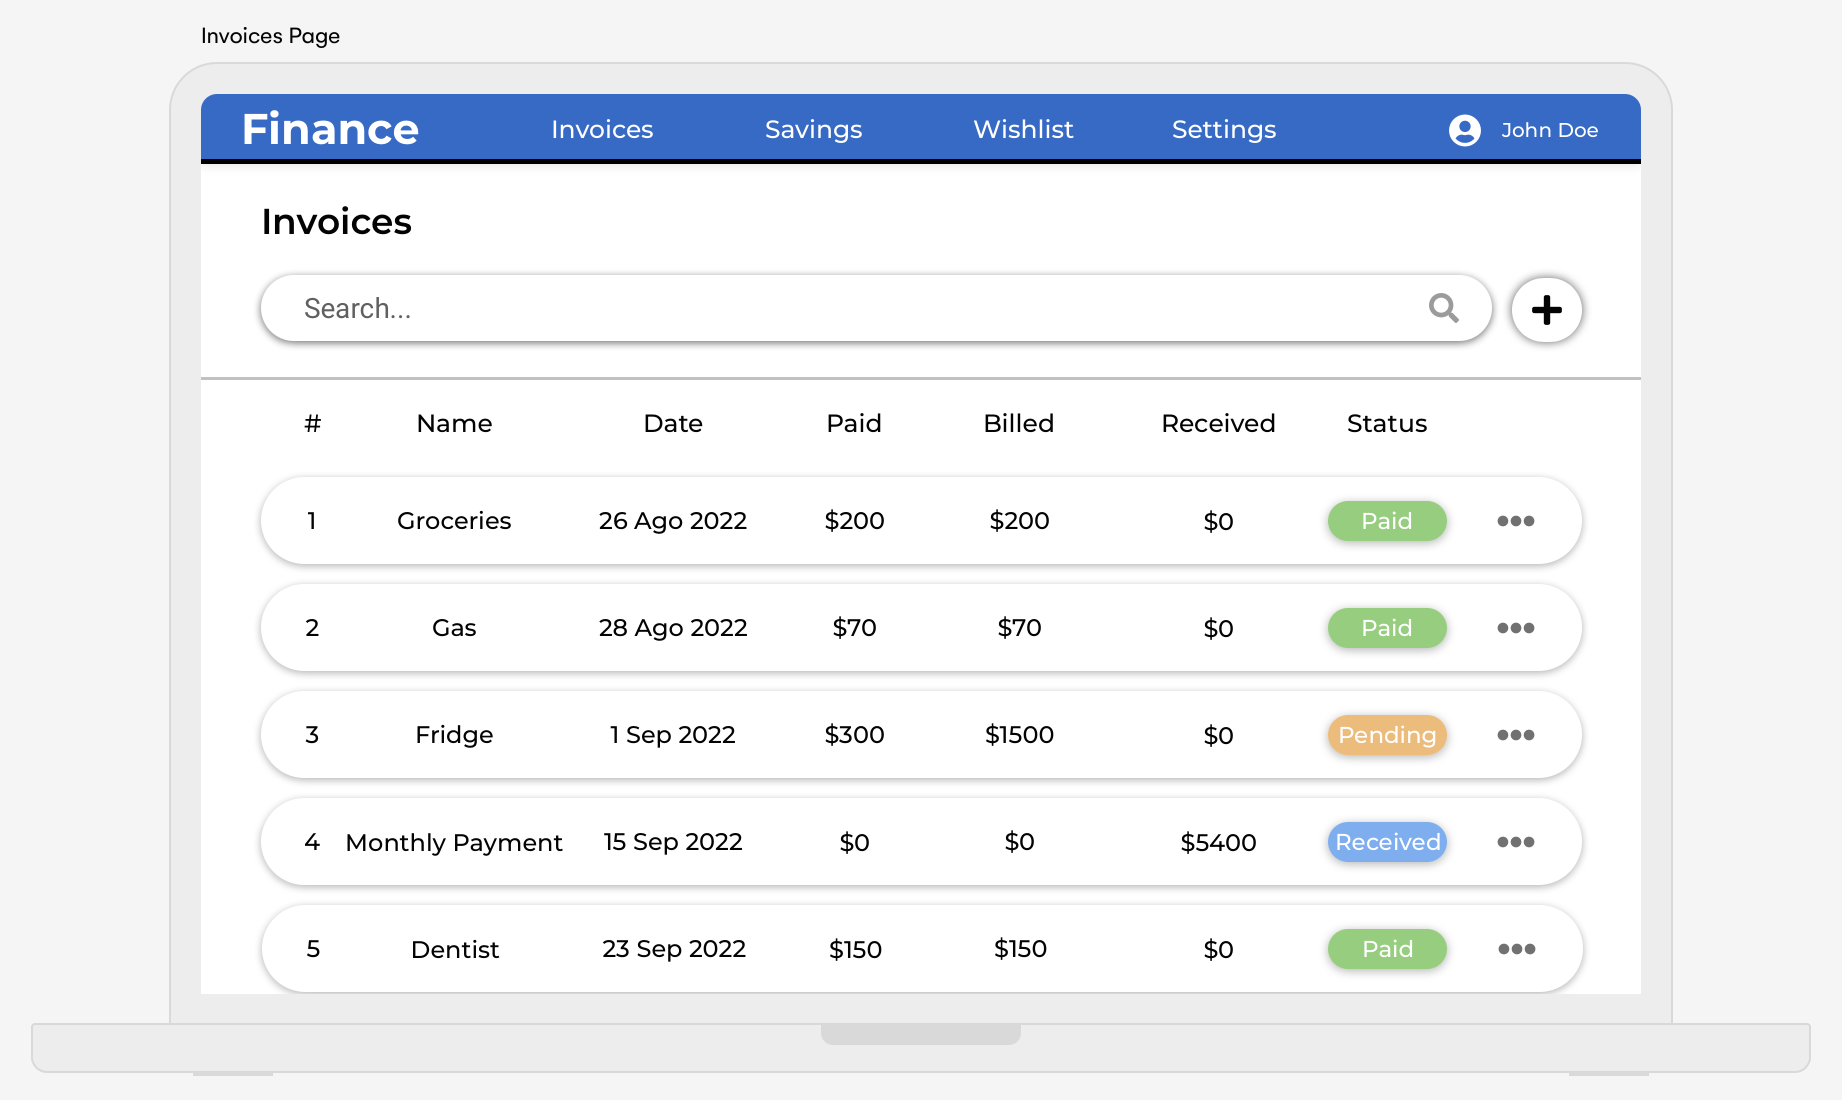 Invoices Page
Finance Invoices Savings Wishlist Settings John Doe
Invoices
Search...
# Name Date Paid Billed Received Status
1 Groceries 26 Ago 2022 $200 $200 $0 Paid
2 Gas 28 Ago 2022 $70 $70 $0 Paid
3 Fridge 1 Sep 2022 $300 $1500 $0 Pending
4 Monthly Payment 15 Sep 2022 $0 $0 $5400 Received
5 Dentist 23 Sep 2022 $150 $150 $0 Paid